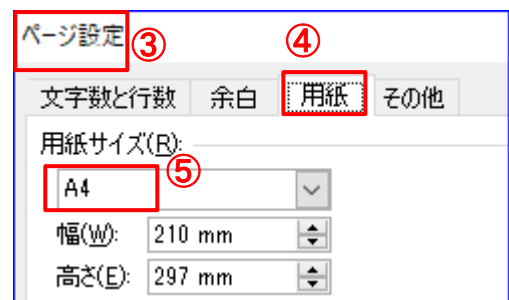 ページ設定 ③ ④
文字数と行数 余白 用紙 その他
用紙サイズ(R):
⑤
A4
幅(W): 210 mm
高さ(E): 297 mm